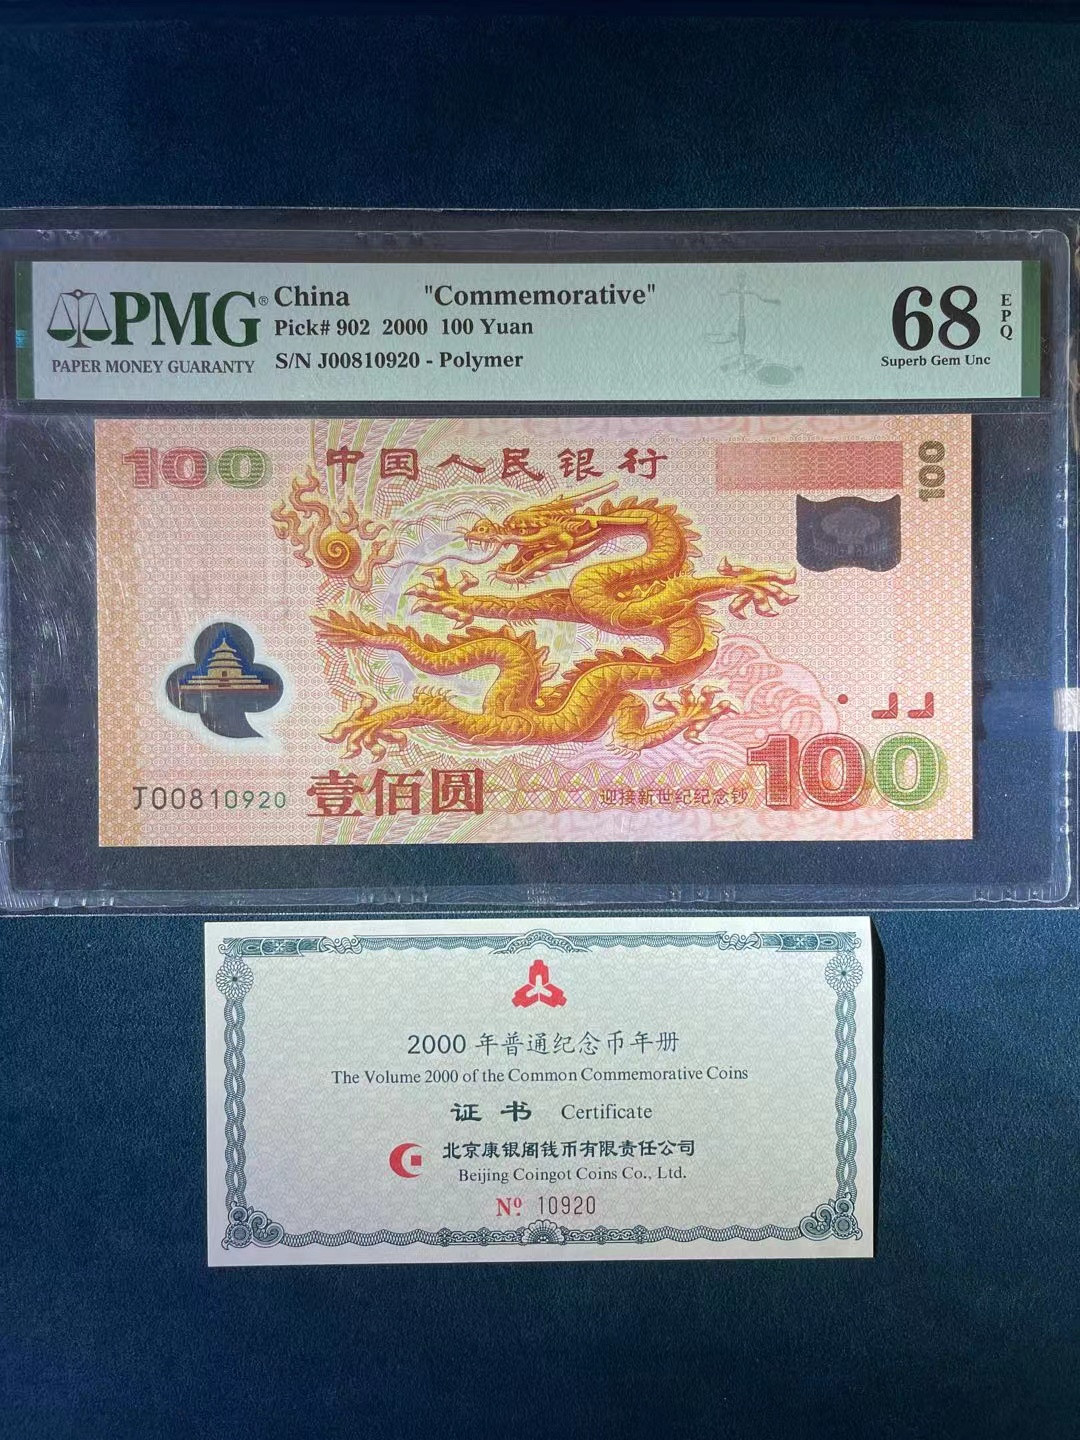 PMG®
PAPER MONEY GUARANTY
China "Commemorative"
Pick# 902 2000 100 Yuan
S/N J00810920 - Polymer
68
EPQ
Superb Gem Unc
100
中国人民银行
100
J00810920
壹佰圆
迎接新世纪纪念钞
100
2000 年普通纪念币年册
The Volume 2000 of the Common Commemorative Coins
证书 Certificate
北京康银阁钱币有限责任公司
Beijing Coingot Coins Co., Ltd.
Nº 10920